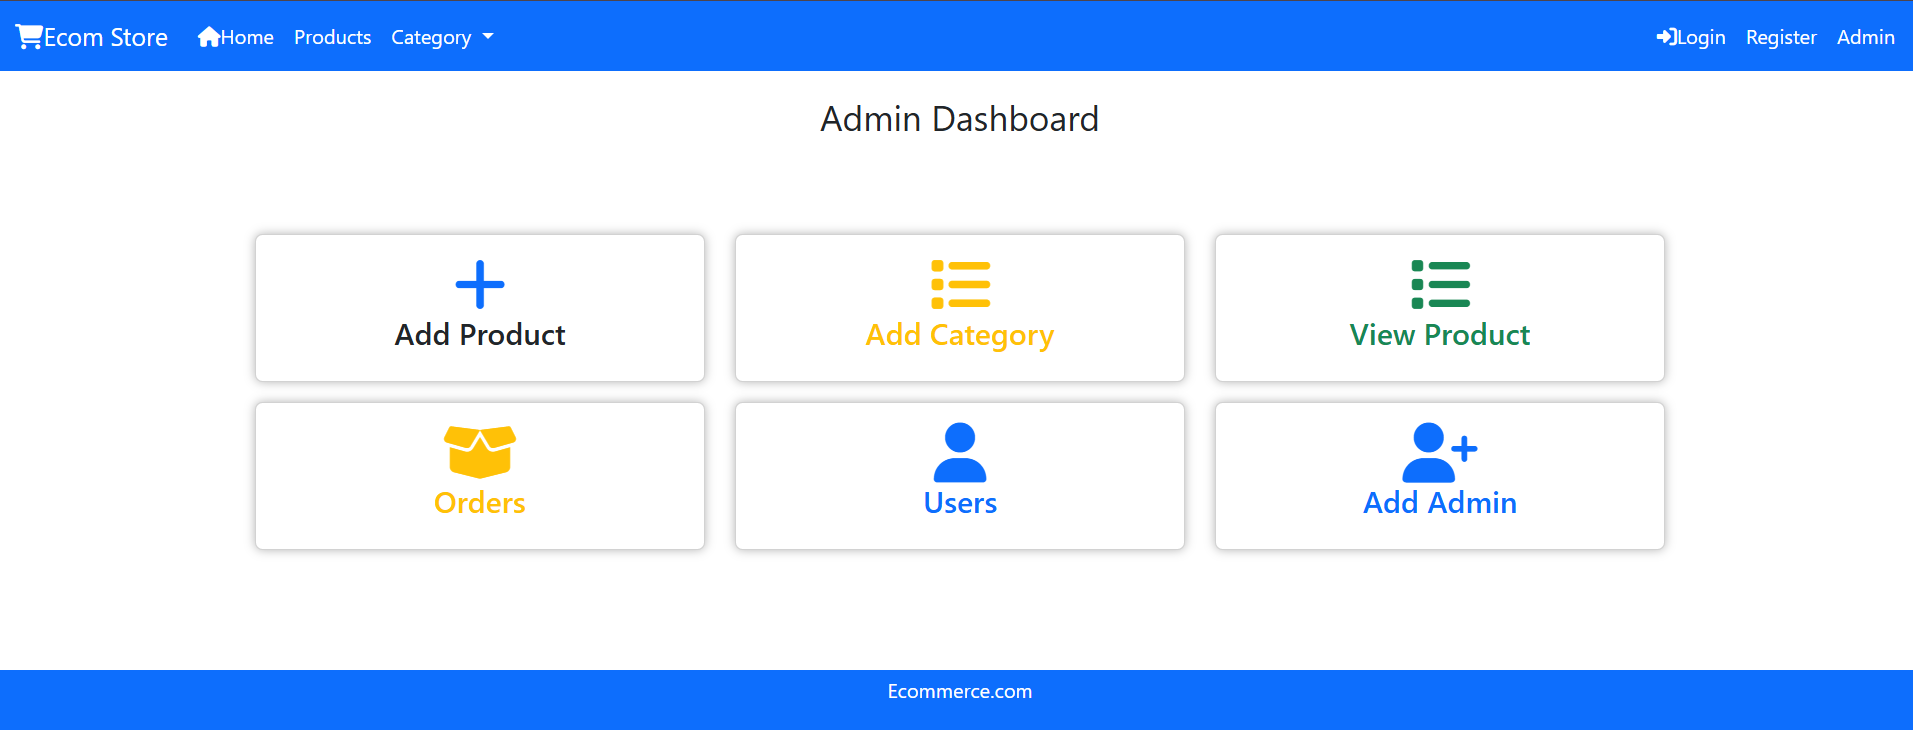 Ecom Store Home Products Category Login Register Admin
Admin Dashboard
Add Product Add Category View Product
Orders Users Add Admin
Ecommerce.com